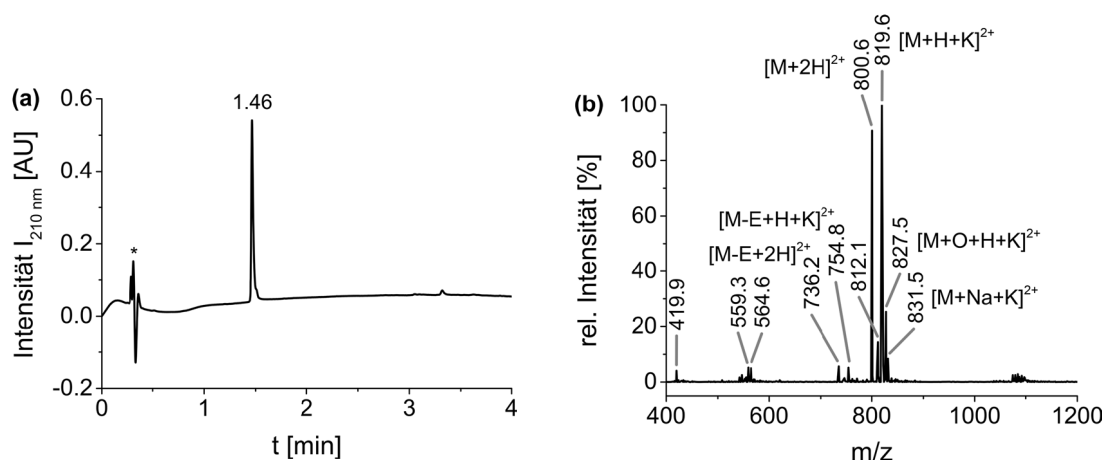 (a)
1.46
*
0.6
0.4
0.2
0.0
-0.2
Intensität I210 nm [AU]
0
1
2
3
4
t [min]
(b)
[M+H+K]2+
819.6
[M+2H]2+
800.6
[M-E+H+K]2+
[M-E+2H]2+
[M+O+H+K]2+
[M+Na+K]2+
419.9
559.3
564.6
736.2
754.8
812.1
827.5
831.5
100
80
60
40
20
0
rel. Intensität [%]
400
600
800
1000
1200
m/z